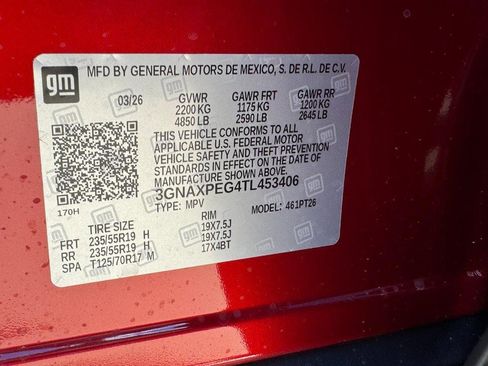 gm MFD BY GENERAL MOTORS DE MEXICO, S. DE R.L. DE C.V.
03/26 GVWR GAWR FRT GAWR RR
2200 KG 1175 KG 1200 KG
4850 LB 2590 LB 2645 LB
THIS VEHICLE CONFORMS TO ALL
APPLICABLE U.S. FEDERAL MOTOR
VEHICLE SAFETY AND THEFT PREVENTION
STANDARDS IN EFFECT ON THE DATE OF
MANUFACTURE SHOWN ABOVE.
3GNAXPEG4TL453406
170H TYPE: MPV MODEL: 461PT26
TIRE SIZE RIM
FRT 235/55R19 H 19X7.5J
RR 235/55R19 H 19X7.5J
SPA T125/70R17 M 17X4BT